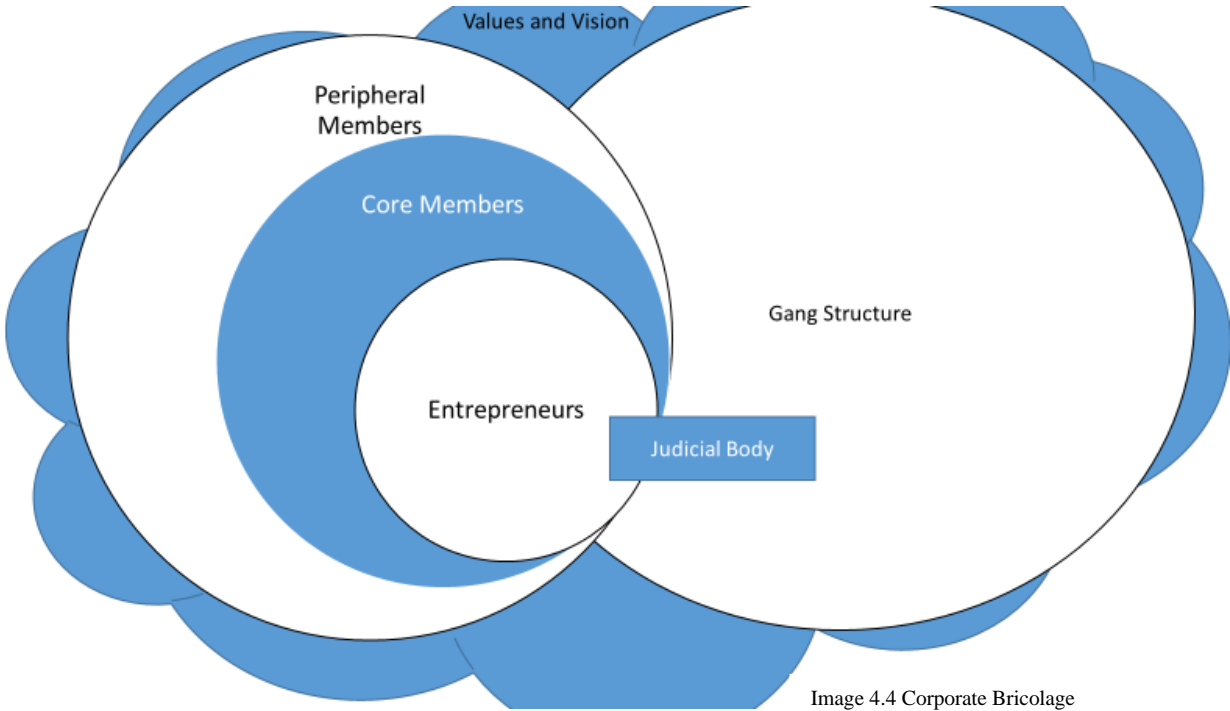 Values and Vision
Peripheral
Members
Core Members
Gang Structure
Entrepreneurs
Judicial Body
Image 4.4 Corporate Bricolage